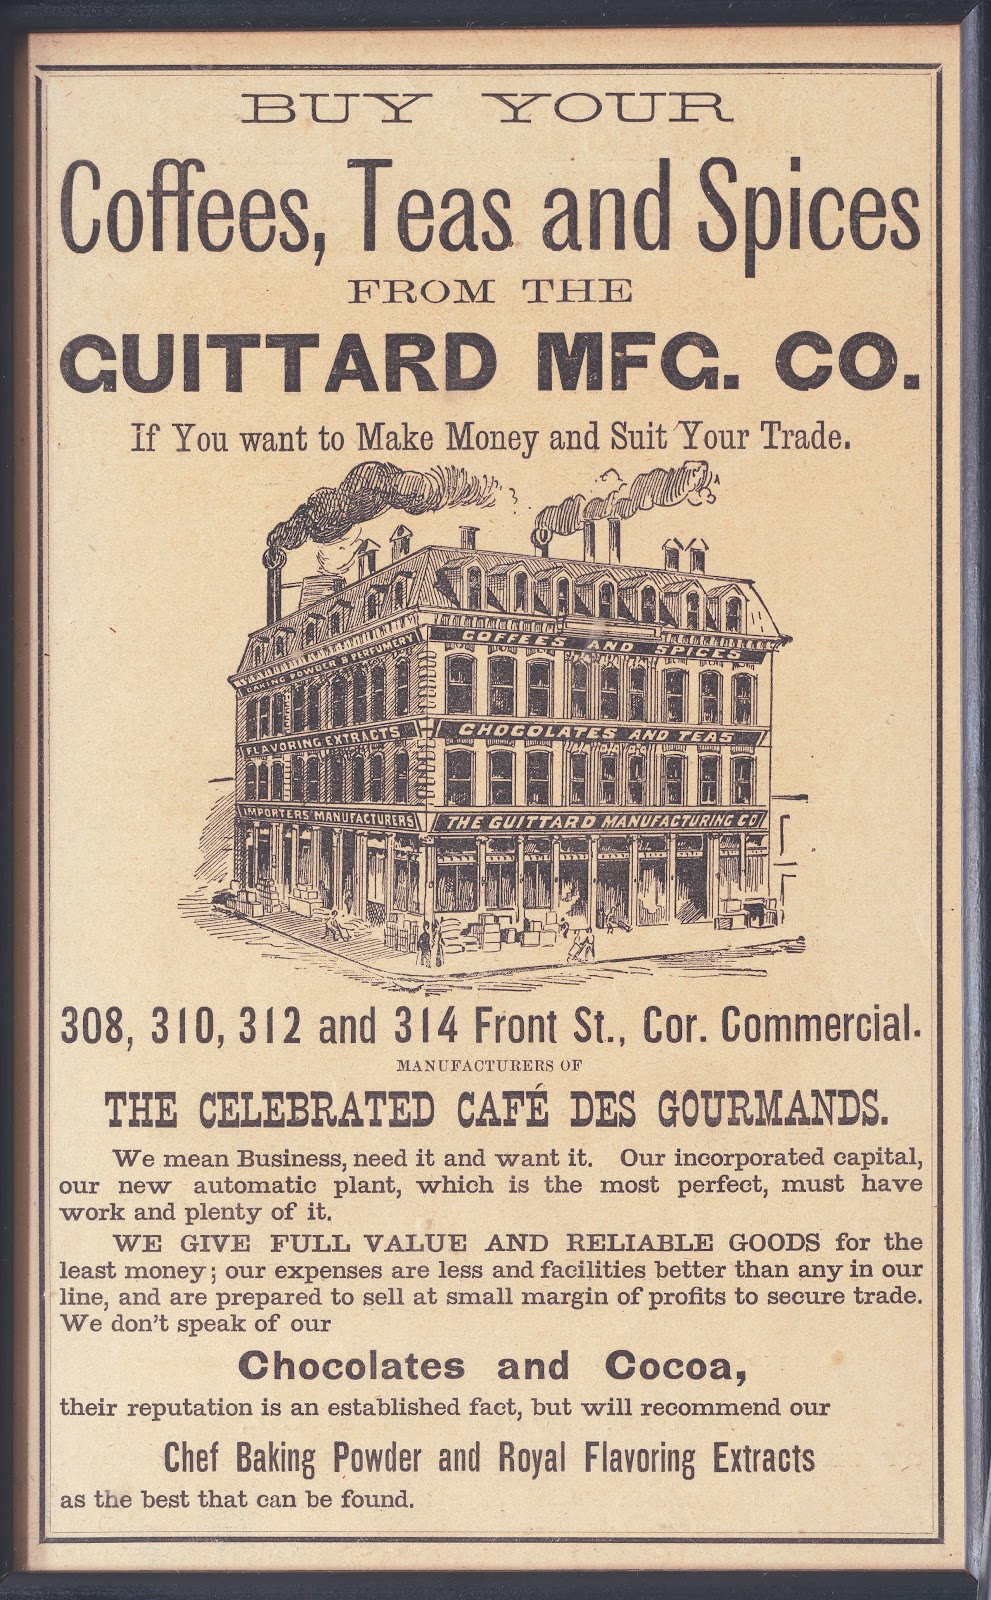 BUY YOUR
Coffees, Teas and Spices
FROM THE
GUITTARD MFG. CO.
If You want to Make Money and Suit Your Trade.
COFFEES AND SPICES
BAKING POWDER & PERFUMERY
CHOCOLATES AND TEAS
FLAVORING EXTRACTS
IMPORTERS MANUFACTURERS
THE GUITTARD MANUFACTURING CO
308, 310, 312 and 314 Front St., Cor. Commercial.
MANUFACTURERS OF
THE CELEBRATED CAFÉ DES GOURMANDS.
We mean Business, need it and want it. Our incorporated capital,
our new automatic plant, which is the most perfect, must have
work and plenty of it.
WE GIVE FULL VALUE AND RELIABLE GOODS for the
least money; our expenses are less and facilities better than any in our
line, and are prepared to sell at small margin of profits to secure trade.
We don't speak of our
Chocolates and Cocoa,
their reputation is an established fact, but will recommend our
Chef Baking Powder and Royal Flavoring Extracts
as the best that can be found.